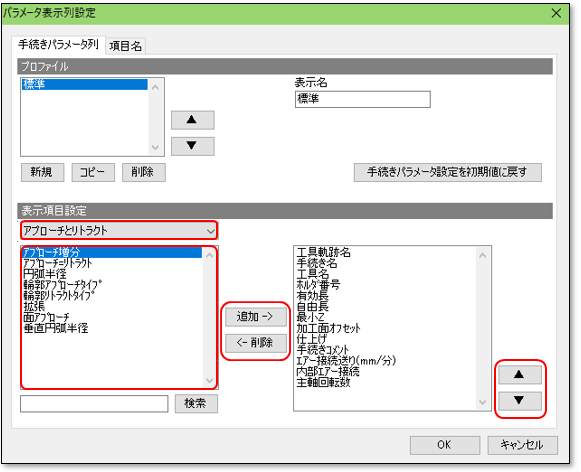 パラメータ表示列設定
手続きパラメータ列 項目名
プロファイル
標準
表示名
標準
▲
▼
新規 コピー 削除 手続きパラメータ設定を初期値に戻す
表示項目設定
アプローチとリトラクト
アプローチ増分
アプローチ=リトラクト
円弧半径
輪郭アプローチタイプ
輪郭リトラクトタイプ
拡張
面アプローチ
垂直円弧半径
追加 ->
<- 削除
工具軌跡名
手続き名
工具名
ホルダ番号
有効長
自由長
最小Z
加工面オフセット
仕上げ
手続きコメント
エアー接続送り(mm/分)
内部エアー接続
主軸回転数
▲
▼
検索
OK キャンセル